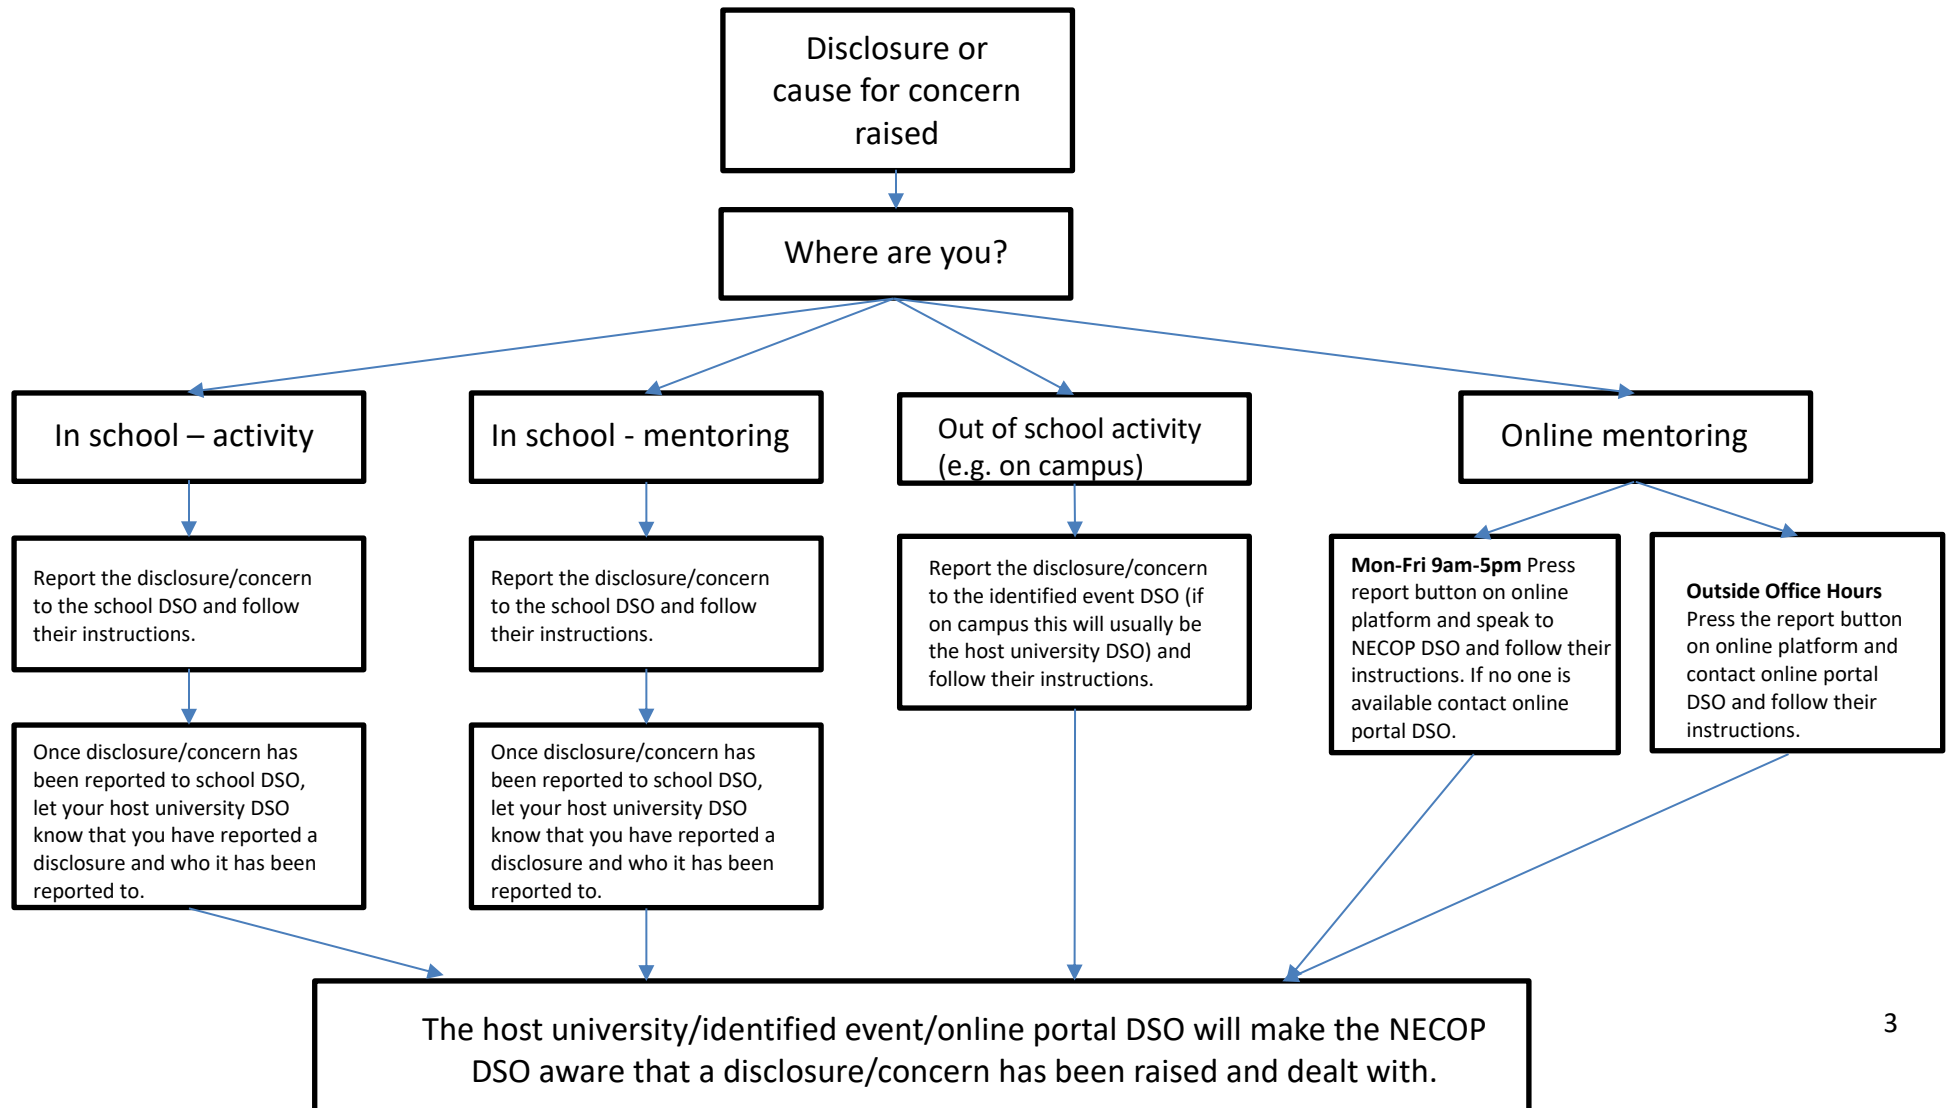 Disclosure or
cause for concern
raised
Where are you?
In school – activity
In school - mentoring
Out of school activity
(e.g. on campus)
Online mentoring
Report the disclosure/concern
to the school DSO and follow
their instructions.
Report the disclosure/concern
to the school DSO and follow
their instructions.
Report the disclosure/concern
to the identified event DSO (if
on campus this will usually be
the host university DSO) and
follow their instructions.
Mon-Fri 9am-5pm Press
report button on online
platform and speak to
NECOP DSO and follow their
instructions. If no one is
available contact online
portal DSO.
Outside Office Hours
Press the report button
on online platform and
contact online portal
DSO and follow their
instructions.
Once disclosure/concern has
been reported to school DSO,
let your host university DSO
know that you have reported a
disclosure and who it has been
reported to.
Once disclosure/concern has
been reported to school DSO,
let your host university DSO
know that you have reported a
disclosure and who it has been
reported to.
The host university/identified event/online portal DSO will make the NECOP
DSO aware that a disclosure/concern has been raised and dealt with.
3